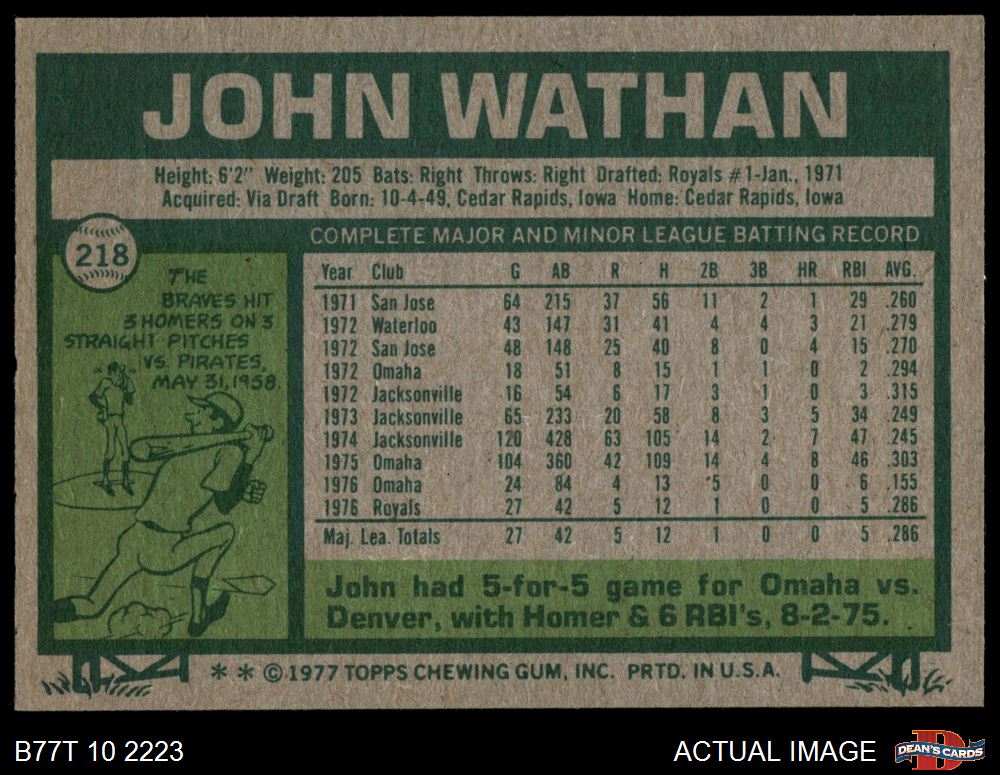 JOHN WATHAN
Height: 6'2" Weight: 205 Bats: Right Throws: Right Drafted: Royals #1-Jan., 1971
Acquired: Via Draft Born: 10-4-49, Cedar Rapids, Iowa Home: Cedar Rapids, Iowa
218
THE
BRAVES HIT
3 HOMERS ON 3
STRAIGHT PITCHES
VS. PIRATES,
MAY 31, 1958.
COMPLETE MAJOR AND MINOR LEAGUE BATTING RECORD
Year Club G AB R H 2B 3B HR RBI AVG.
1971 San Jose 64 215 37 56 11 2 1 29 .260
1972 Waterloo 43 147 31 41 4 4 3 21 .279
1972 San Jose 48 148 25 40 8 0 4 15 .270
1972 Omaha 18 51 8 15 1 1 0 2 .294
1972 Jacksonville 16 54 6 17 3 1 0 3 .315
1973 Jacksonville 65 233 20 58 8 3 5 34 .249
1974 Jacksonville 120 428 63 105 14 2 7 47 .245
1975 Omaha 104 360 42 109 14 4 8 46 .303
1976 Omaha 24 84 4 13 5 0 0 6 .155
1976 Royals 27 42 5 12 1 0 0 5 .286
Maj. Lea. Totals 27 42 5 12 1 0 0 5 .286
John had 5-for-5 game for Omaha vs.
Denver, with Homer & 6 RBI's, 8-2-75.
* * © 1977 TOPPS CHEWING GUM, INC. PRTD. IN U.S.A.
B77T 10 2223
ACTUAL IMAGE
D
DEAN'S CARDS